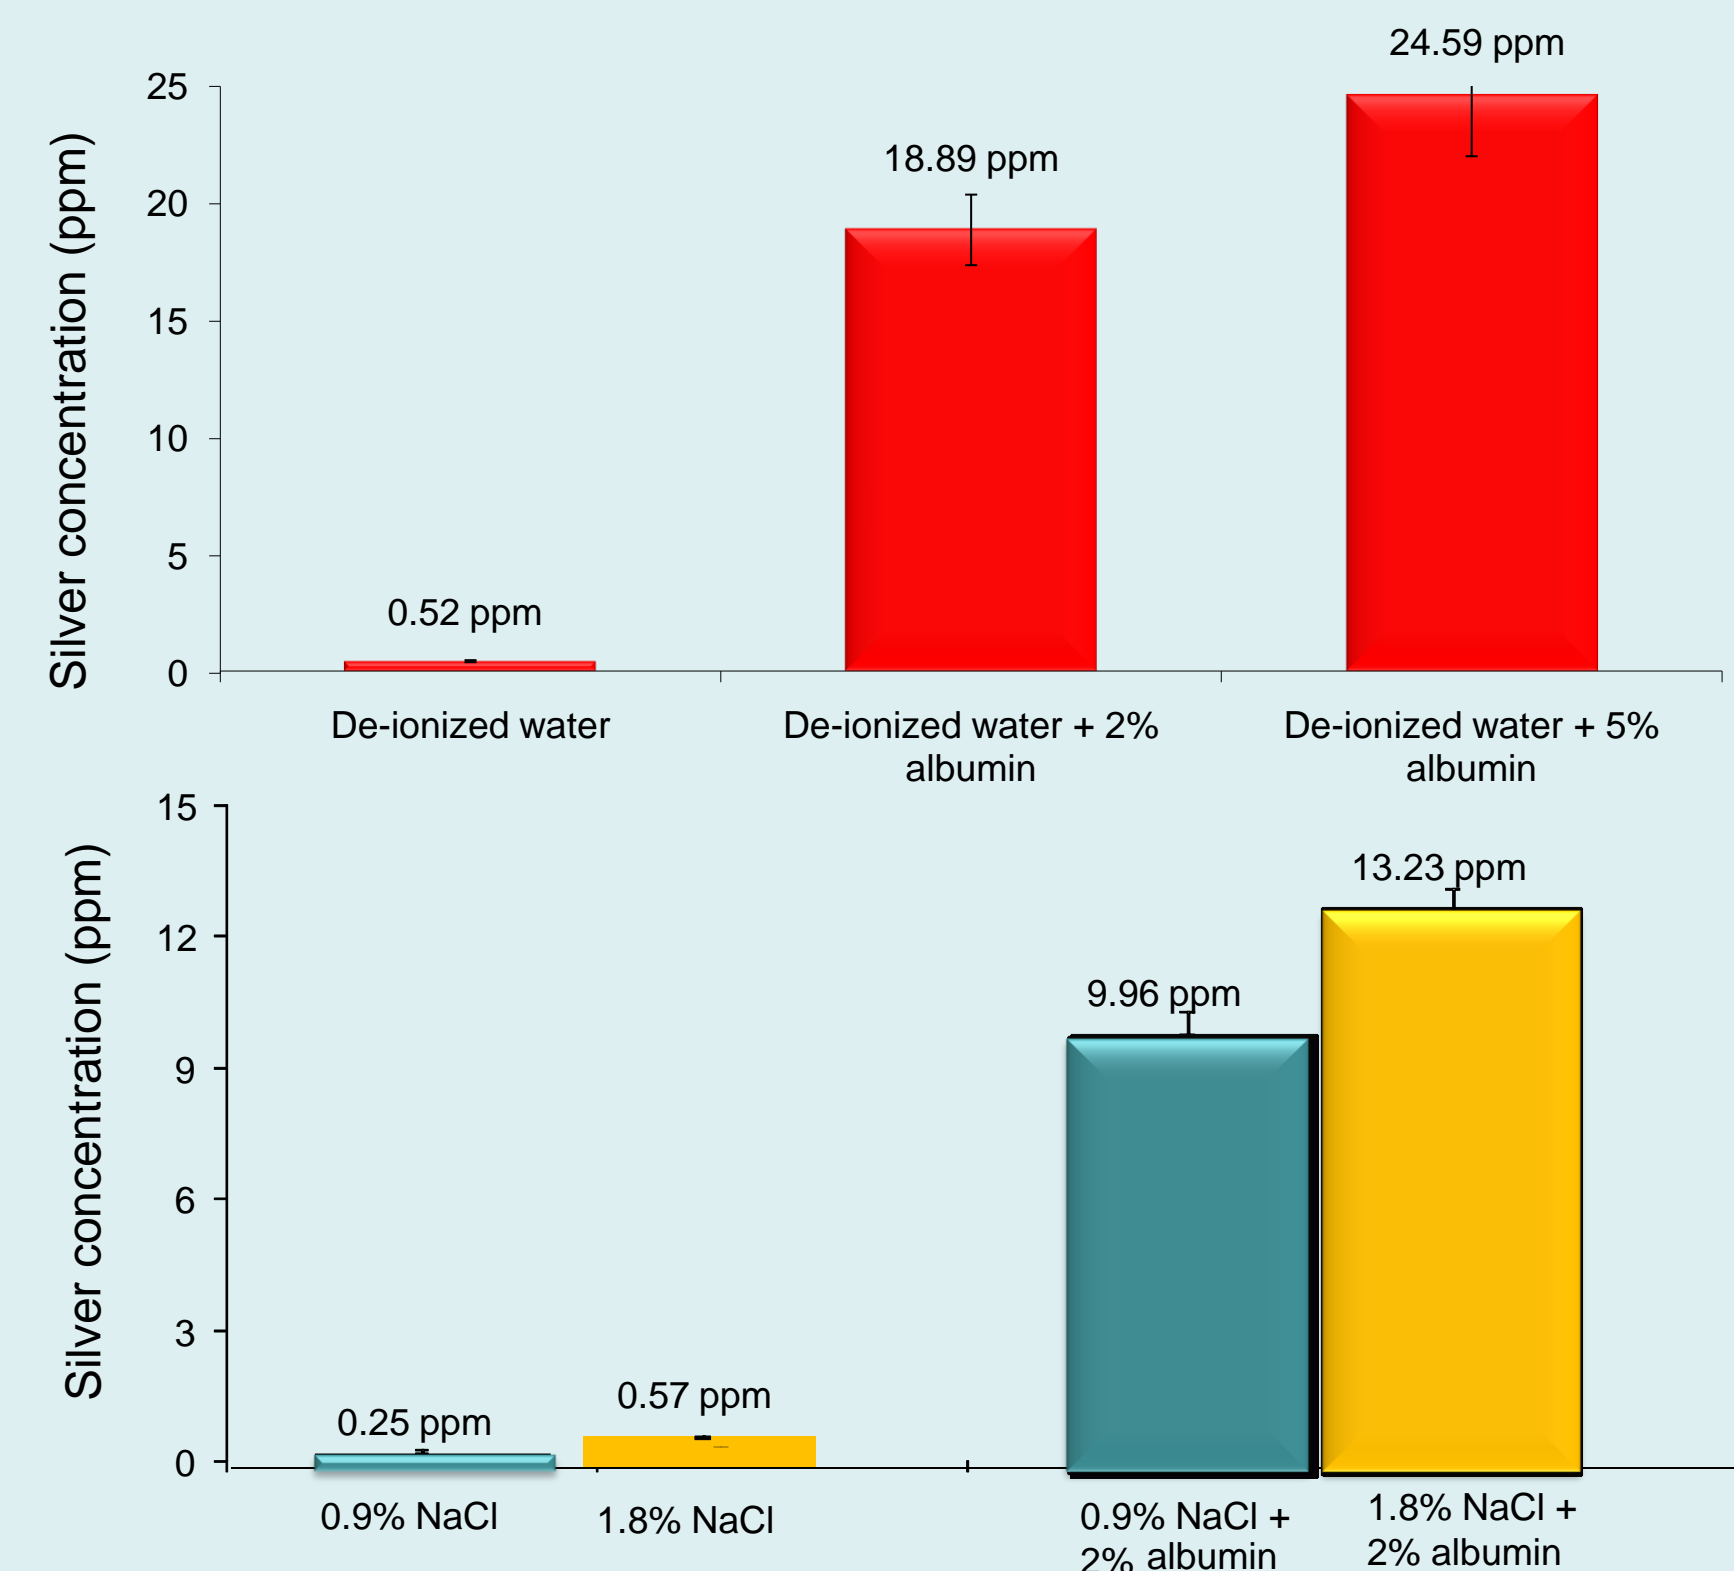 24.59 ppm
25
Silver concentration (ppm)
18.89 ppm
20
15
10
5
0.52 ppm
0
De-ionized water
De-ionized water + 2%
albumin
De-ionized water + 5%
albumin
15
Silver concentration (ppm)
13.23 ppm
12
9.96 ppm
9
6
3
0.57 ppm
0.25 ppm
0
0.9% NaCl
1.8% NaCl
0.9% NaCl +
2% albumin
1.8% NaCl +
2% albumin